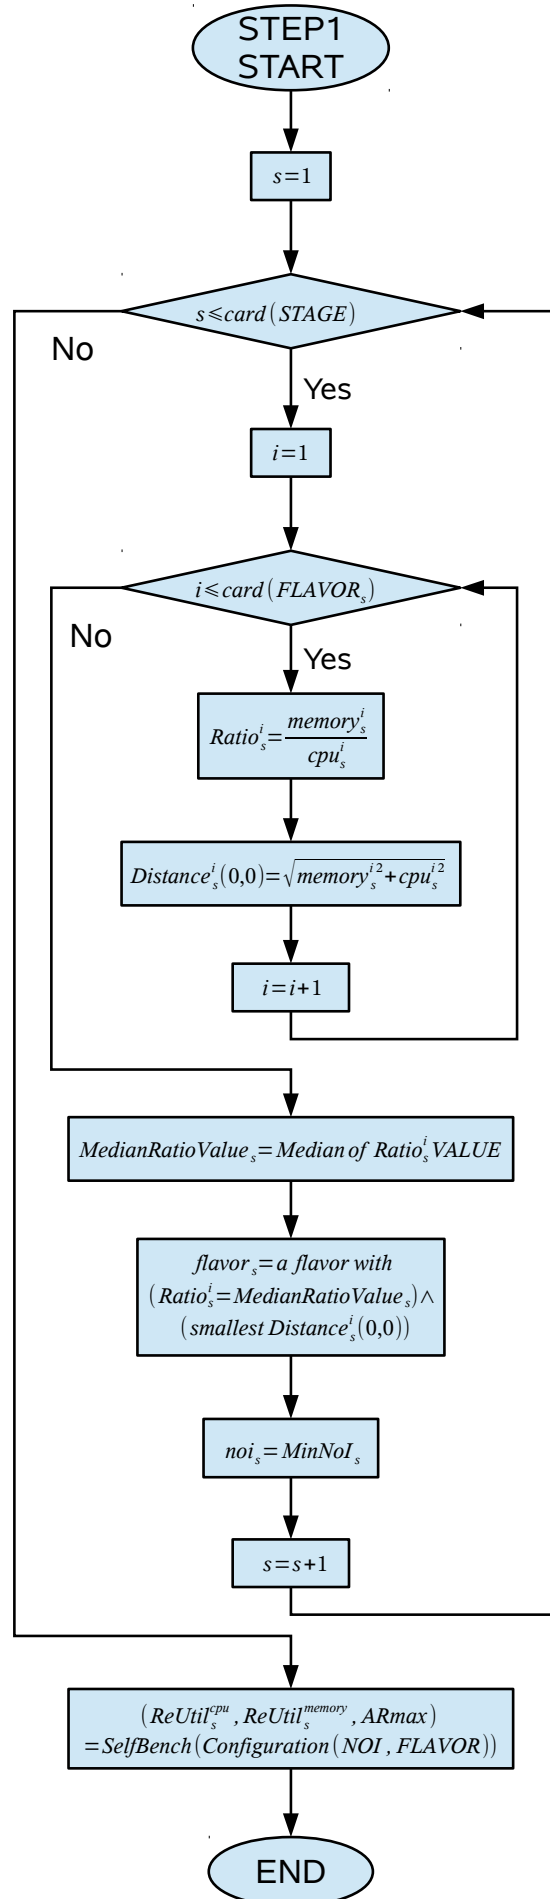 STEP1
START
s=1
s⩽card(STAGE)
No
Yes
i=1
i⩽card(FLAVOR_s)
No
Yes
Ratio_s^i=memory_s^i/cpu_s^i
Distance_s^i(0,0)=√(memory_s^i2+cpu_s^i2)
i=i+1
MedianRatioValue_s=Median of Ratio_s^i VALUE
flavor_s=a flavor with
(Ratio_s^i=MedianRatioValue_s)∧
(smallest Distance_s^i(0,0))
noi_s=MinNoI_s
s=s+1
(ReUtil_s^cpu,ReUtil_s^memory,ARmax)
=SelfBench(Configuration(NOI,FLAVOR))
END